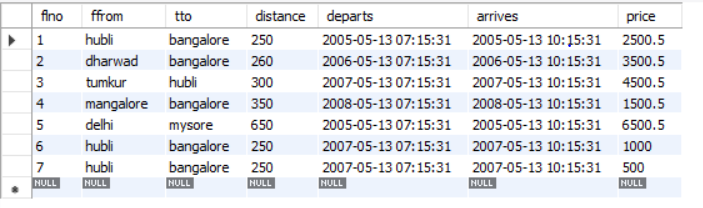 flno ffrom tto distance departs arrives price
1 hubli bangalore 250 2005-05-13 07:15:31 2005-05-13 10:15:31 2500.5
2 dharwad bangalore 260 2006-05-13 07:15:31 2006-05-13 10:15:31 3500.5
3 tumkur hubli 300 2007-05-13 07:15:31 2007-05-13 10:15:31 4500.5
4 mangalore bangalore 350 2008-05-13 07:15:31 2008-05-13 10:15:31 1500.5
5 delhi mysore 650 2005-05-13 07:15:31 2005-05-13 10:15:31 6500.5
6 hubli bangalore 250 2007-05-13 07:15:31 2007-05-13 10:15:31 1000
7 hubli bangalore 250 2007-05-13 07:15:31 2007-05-13 10:15:31 500
NULL NULL NULL NULL NULL NULL NULL